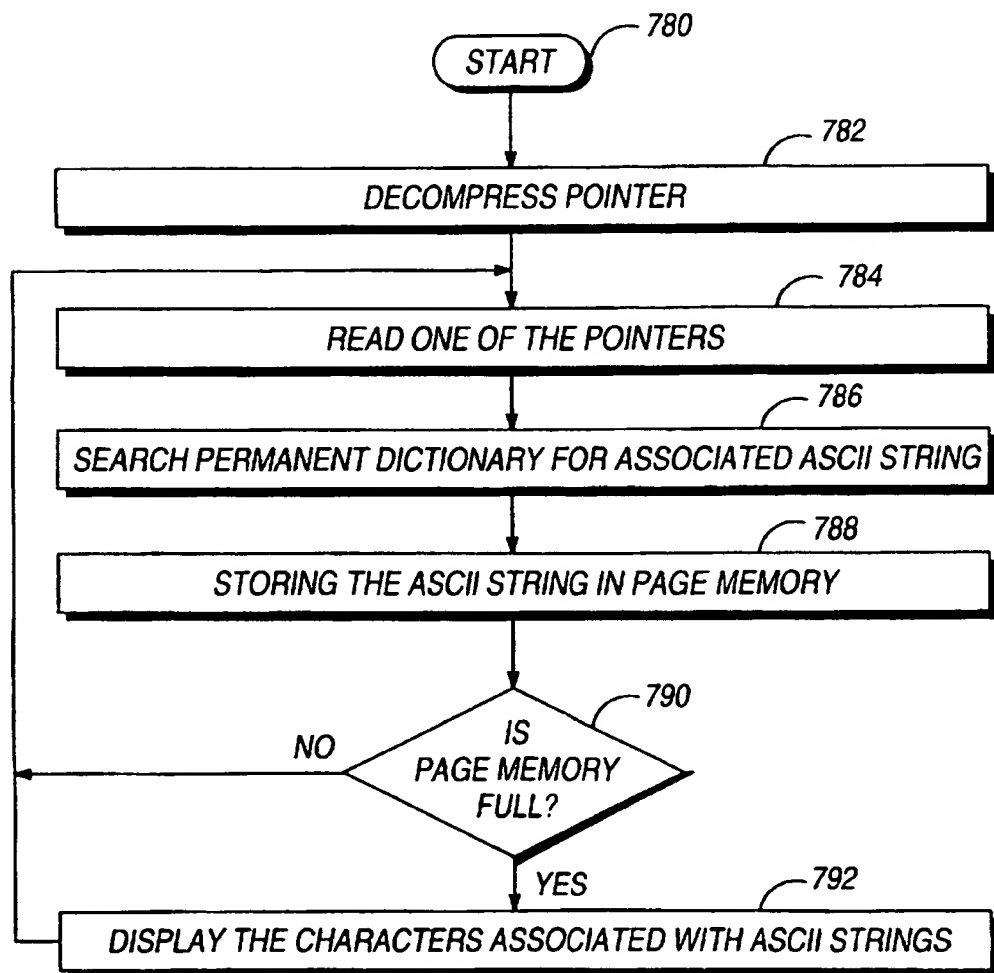 780
START
782
DECOMPRESS POINTER
784
READ ONE OF THE POINTERS
786
SEARCH PERMANENT DICTIONARY FOR ASSOCIATED ASCII STRING
788
STORING THE ASCII STRING IN PAGE MEMORY
790
IS
PAGE MEMORY
FULL?
NO
YES
792
DISPLAY THE CHARACTERS ASSOCIATED WITH ASCII STRINGS